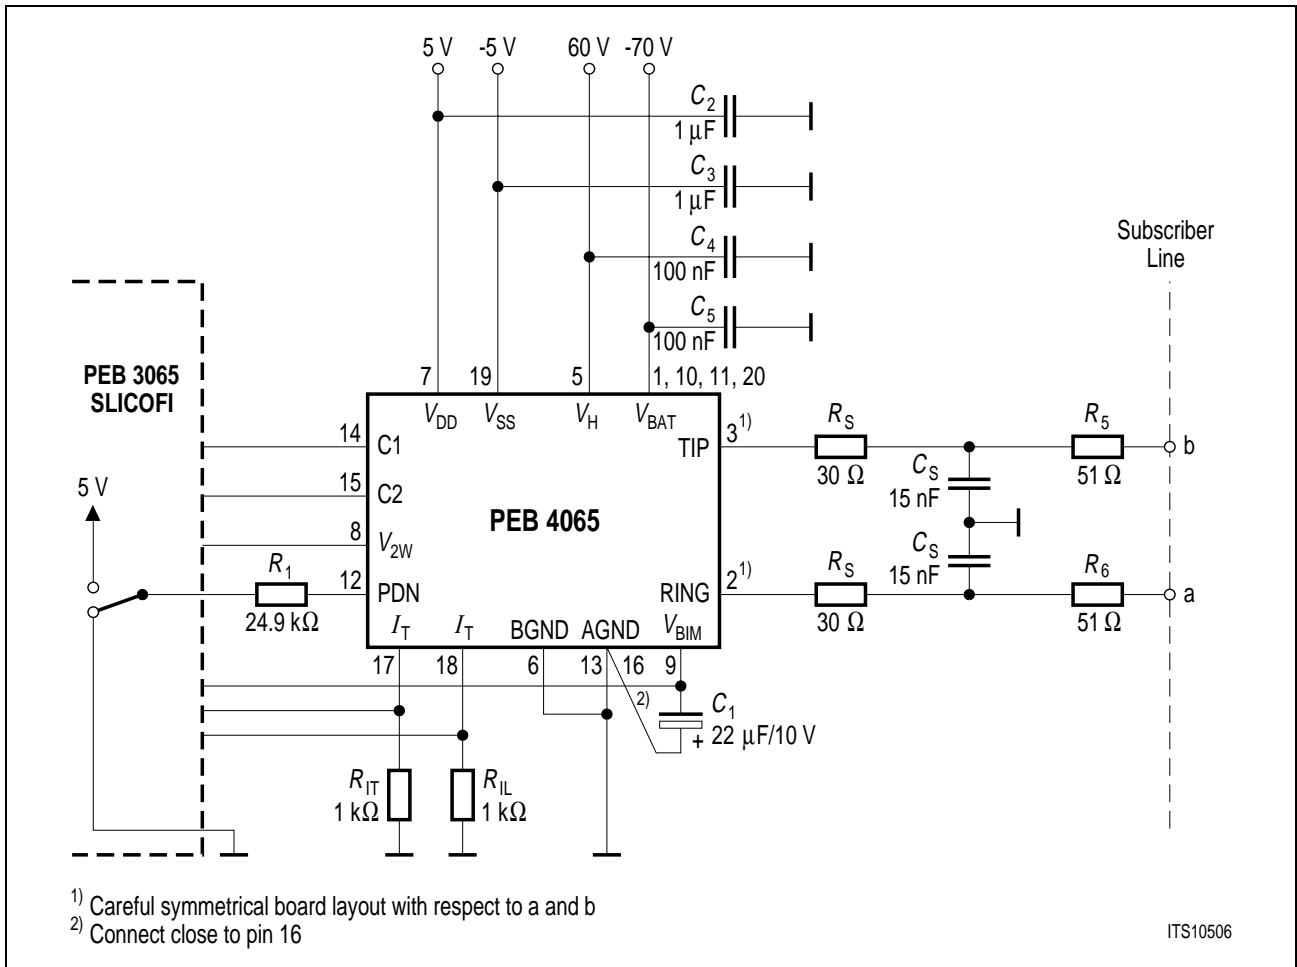 5 V -5 V 60 V -70 V
C2
1 μF
C3
1 μF
C4
100 nF
C5
100 nF
Subscriber
Line
PEB 3065
SLICOFI
7 19 5 1, 10, 11, 20
VDD VSS VH VBAT
14 C1
TIP 3 1)
RS
30 Ω
R5
51 Ω
b
15 C2
CS
15 nF
5 V
PEB 4065
8 V2W
CS
15 nF
R1
24.9 kΩ
12 PDN
RING 2 1)
RS
30 Ω
R6
51 Ω
a
IT IT BGND AGND VBIM
17 18 6 13 16 9
2)
C1
+ 22 μF/10 V
RIT
1 kΩ
RIL
1 kΩ
1) Careful symmetrical board layout with respect to a and b
2) Connect close to pin 16
ITS10506